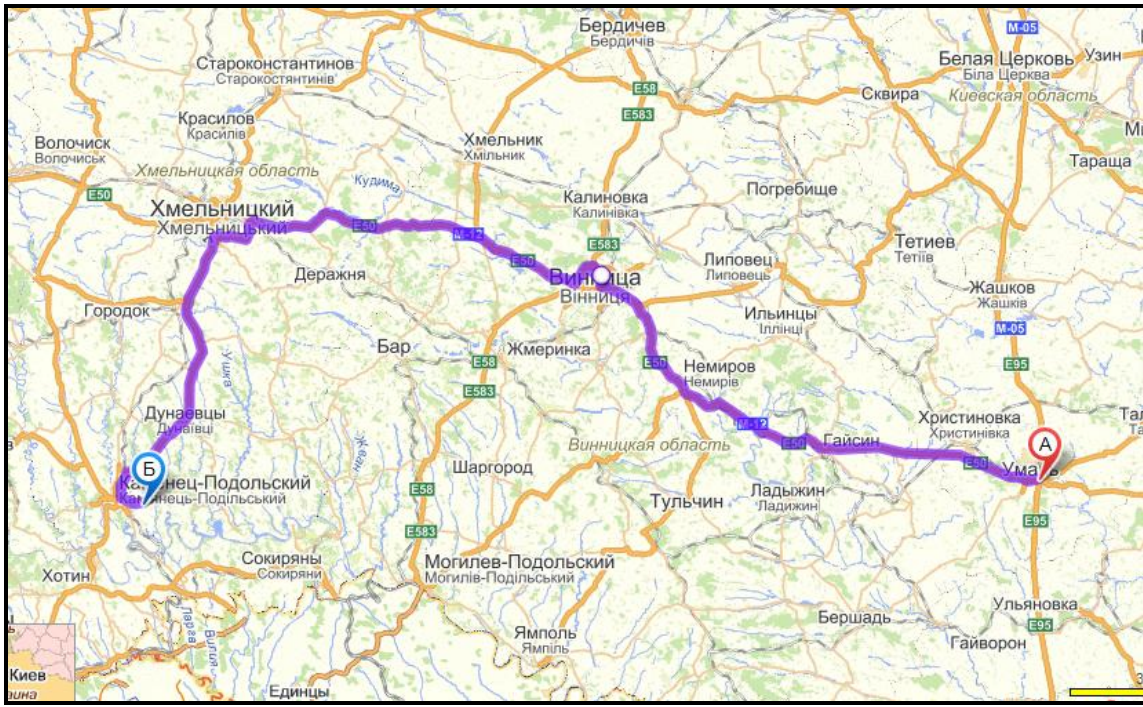 Бердичев
Бердичів
М-05
Староконстантинов
Старокостянтинів
Белая Церковь
Біла Церква
Узин
Киевская область
E58
E583
Сквира
Красилов
Красилів
Волочиск
Волочиськ
Хмельник
Хмільник
Тараща
Хмельницкая область
Кудима
Погребище
E50
Хмельницкий
Хмельницький
Калиновка
Калинівка
E50
М-12
E583
Тетиев
Тетіїв
E50
Липовец
Липовець
Деражня
Винница
Вінниця
Жашков
Жашків
Городок
Ильинцы
Іллінці
М-05
Бар
Жмеринка
E58
E50
E95
Ушка
E583
Немиров
Немирів
Дунаевцы
Дунаївці
М-12
Христиновка
Христинівка
Жван
Винницкая область
E50
Гайсин
А
Б
E50
Умань
Шаргород
Каменец-Подольский
Кам'янець-Подільський
E58
Ладыжин
Ладижин
Тульчин
E95
E583
Сокиряны
Сокиряни
Могилев-Подольский
Могилів-Подільський
Хотин
Ульяновка
Ларга
Вилия
Бершадь
E95
Гайворон
Ямполь
Ямпіль
Киев
Единцы